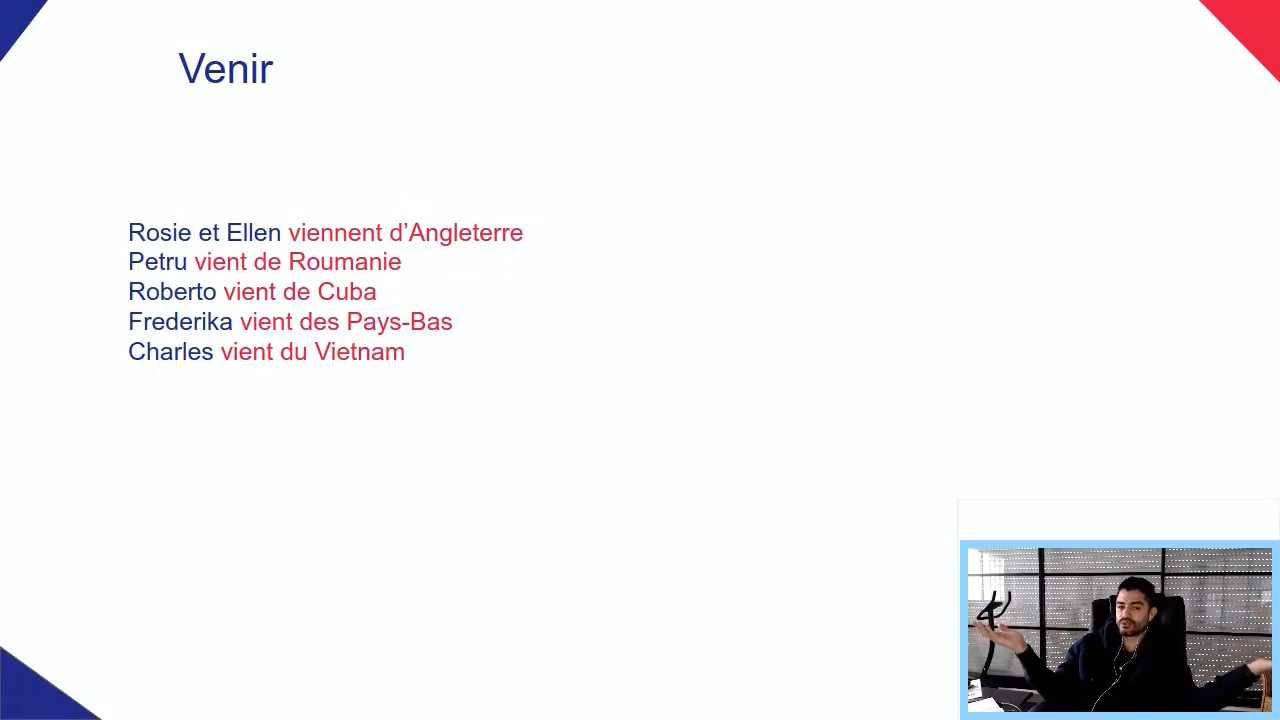 Venir
Rosie et Ellen viennent d’Angleterre
Petru vient de Roumanie
Roberto vient de Cuba
Frederika vient des Pays-Bas
Charles vient du Vietnam